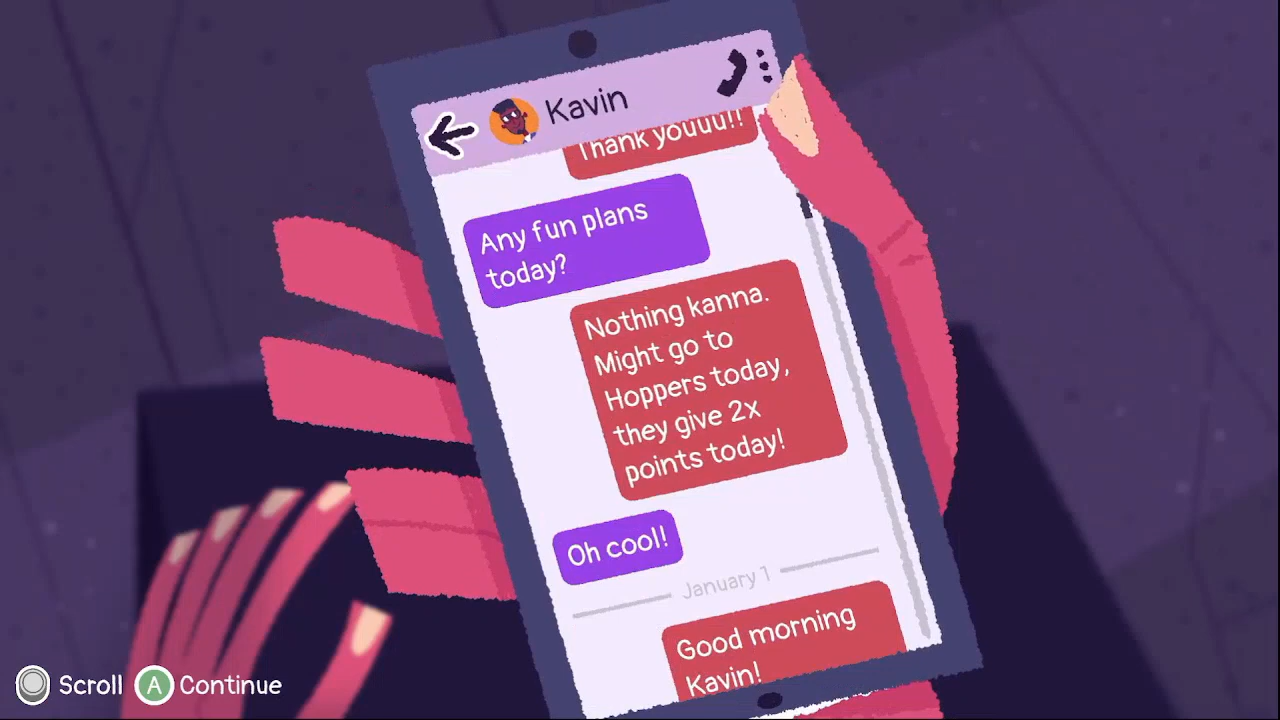 Kavin
Thank youuu!!
Any fun plans
today?
Nothing kanna.
Might go to
Hoppers today,
they give 2x
points today!
Oh cool!
January 1
Good morning
Kavin!
Scroll A Continue